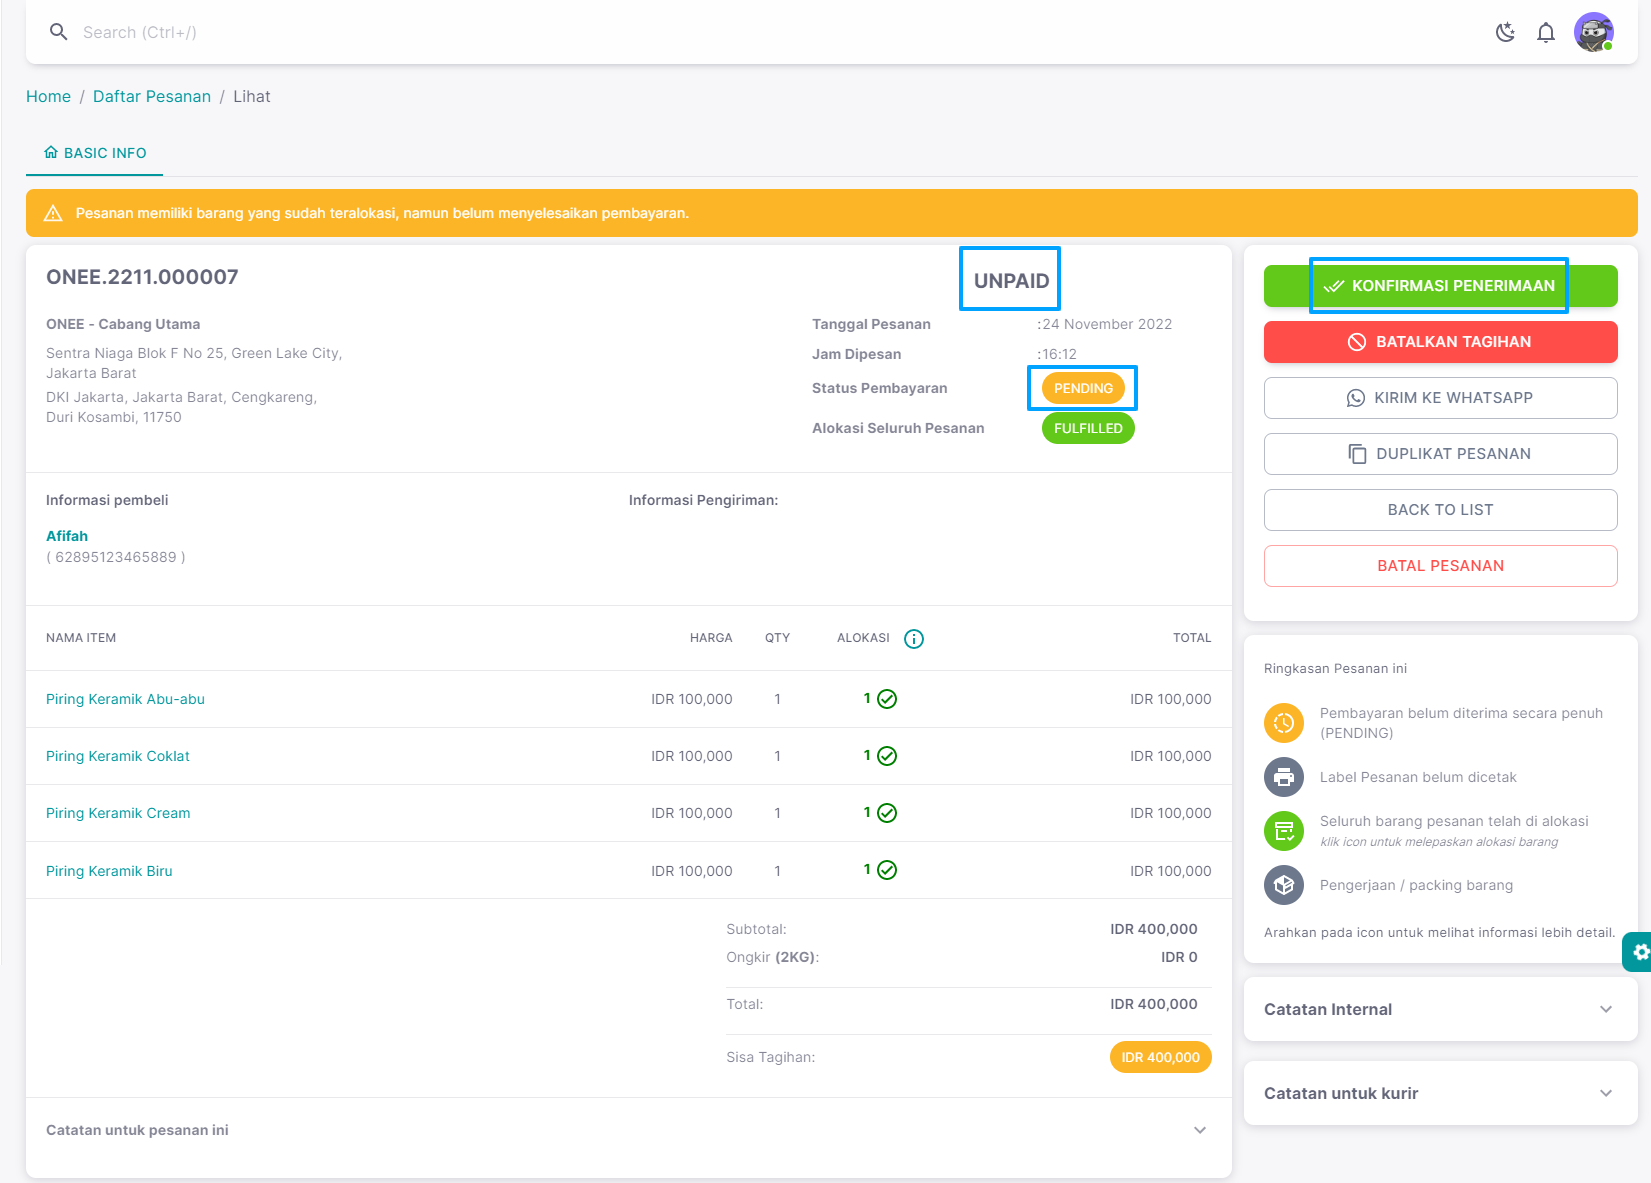 Search (Ctrl+/)
Home / Daftar Pesanan / Lihat
BASIC INFO
Pesanan memiliki barang yang sudah teralokasi, namun belum menyelesaikan pembayaran.
ONEE.2211.000007
UNPAID
ONEE - Cabang Utama
Sentra Niaga Blok F No 25, Green Lake City,
Jakarta Barat
DKI Jakarta, Jakarta Barat, Cengkareng,
Duri Kosambi, 11750
Tanggal Pesanan :24 November 2022
Jam Dipesan :16:12
Status Pembayaran PENDING
Alokasi Seluruh Pesanan FULFILLED
Informasi pembeli
Afifah
( 62895123465889 )
Informasi Pengiriman:
NAMA ITEM HARGA QTY ALOKASI TOTAL
Piring Keramik Abu-abu IDR 100,000 1 1 IDR 100,000
Piring Keramik Coklat IDR 100,000 1 1 IDR 100,000
Piring Keramik Cream IDR 100,000 1 1 IDR 100,000
Piring Keramik Biru IDR 100,000 1 1 IDR 100,000
Subtotal: IDR 400,000
Ongkir (2KG): IDR 0
Total: IDR 400,000
Sisa Tagihan: IDR 400,000
Catatan untuk pesanan ini
KONFIRMASI PENERIMAAN
BATALKAN TAGIHAN
KIRIM KE WHATSAPP
DUPLIKAT PESANAN
BACK TO LIST
BATAL PESANAN
Ringkasan Pesanan ini
Pembayaran belum diterima secara penuh
(PENDING)
Label Pesanan belum dicetak
Seluruh barang pesanan telah di alokasi
klik icon untuk melepaskan alokasi barang
Pengerjaan / packing barang
Arahkan pada icon untuk melihat informasi lebih detail.
Catatan Internal
Catatan untuk kurir